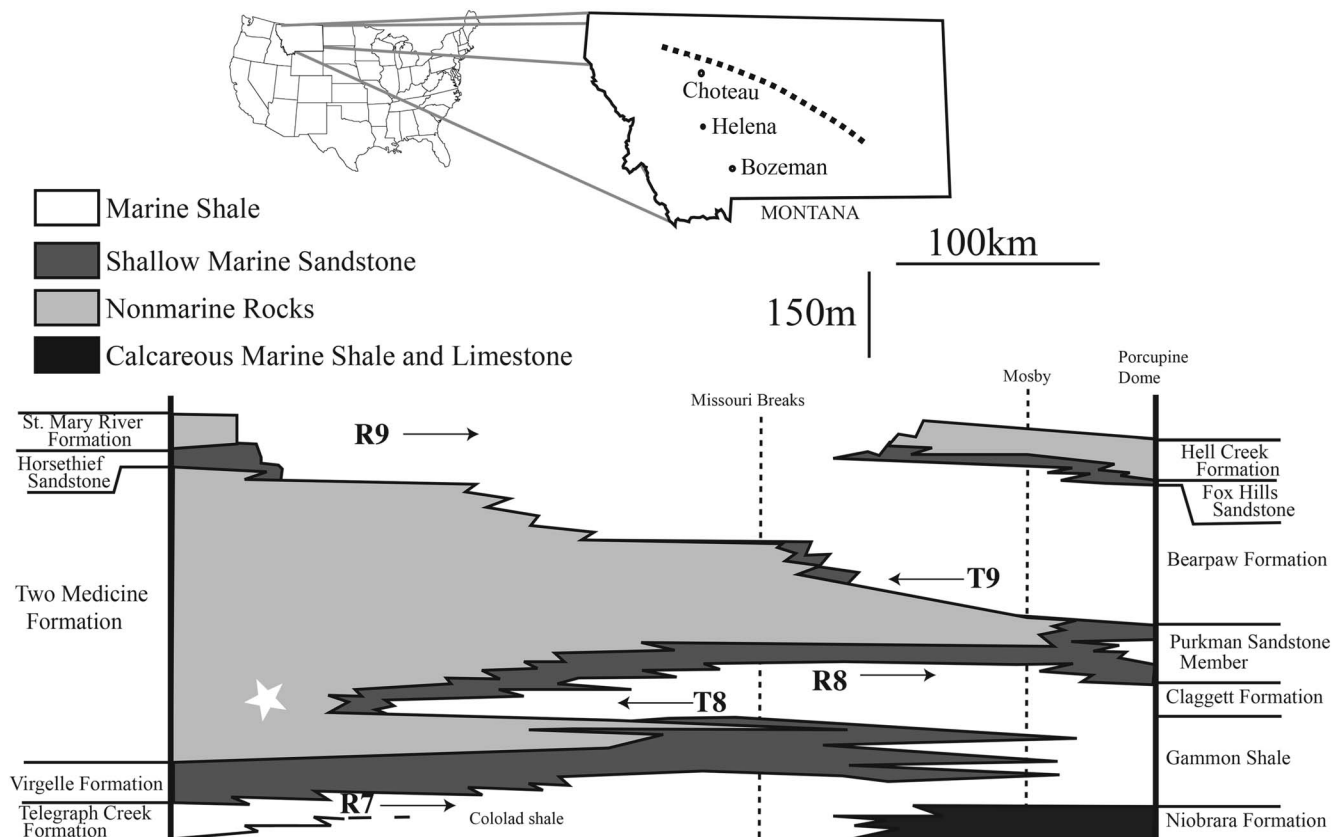 Choteau
Helena
Bozeman
MONTANA
Marine Shale
Shallow Marine Sandstone
Nonmarine Rocks
Calcareous Marine Shale and Limestone
100km
150m
Porcupine
Dome
Mosby
Missouri Breaks
St. Mary River
Formation
Horsethief
Sandstone
Two Medicine
Formation
Virgelle Formation
Telegraph Creek
Formation
R9
T9
R8
T8
R7
Cololad shale
Hell Creek
Formation
Fox Hills
Sandstone
Bearpaw Formation
Purkman Sandstone
Member
Claggett Formation
Gammon Shale
Niobrara Formation